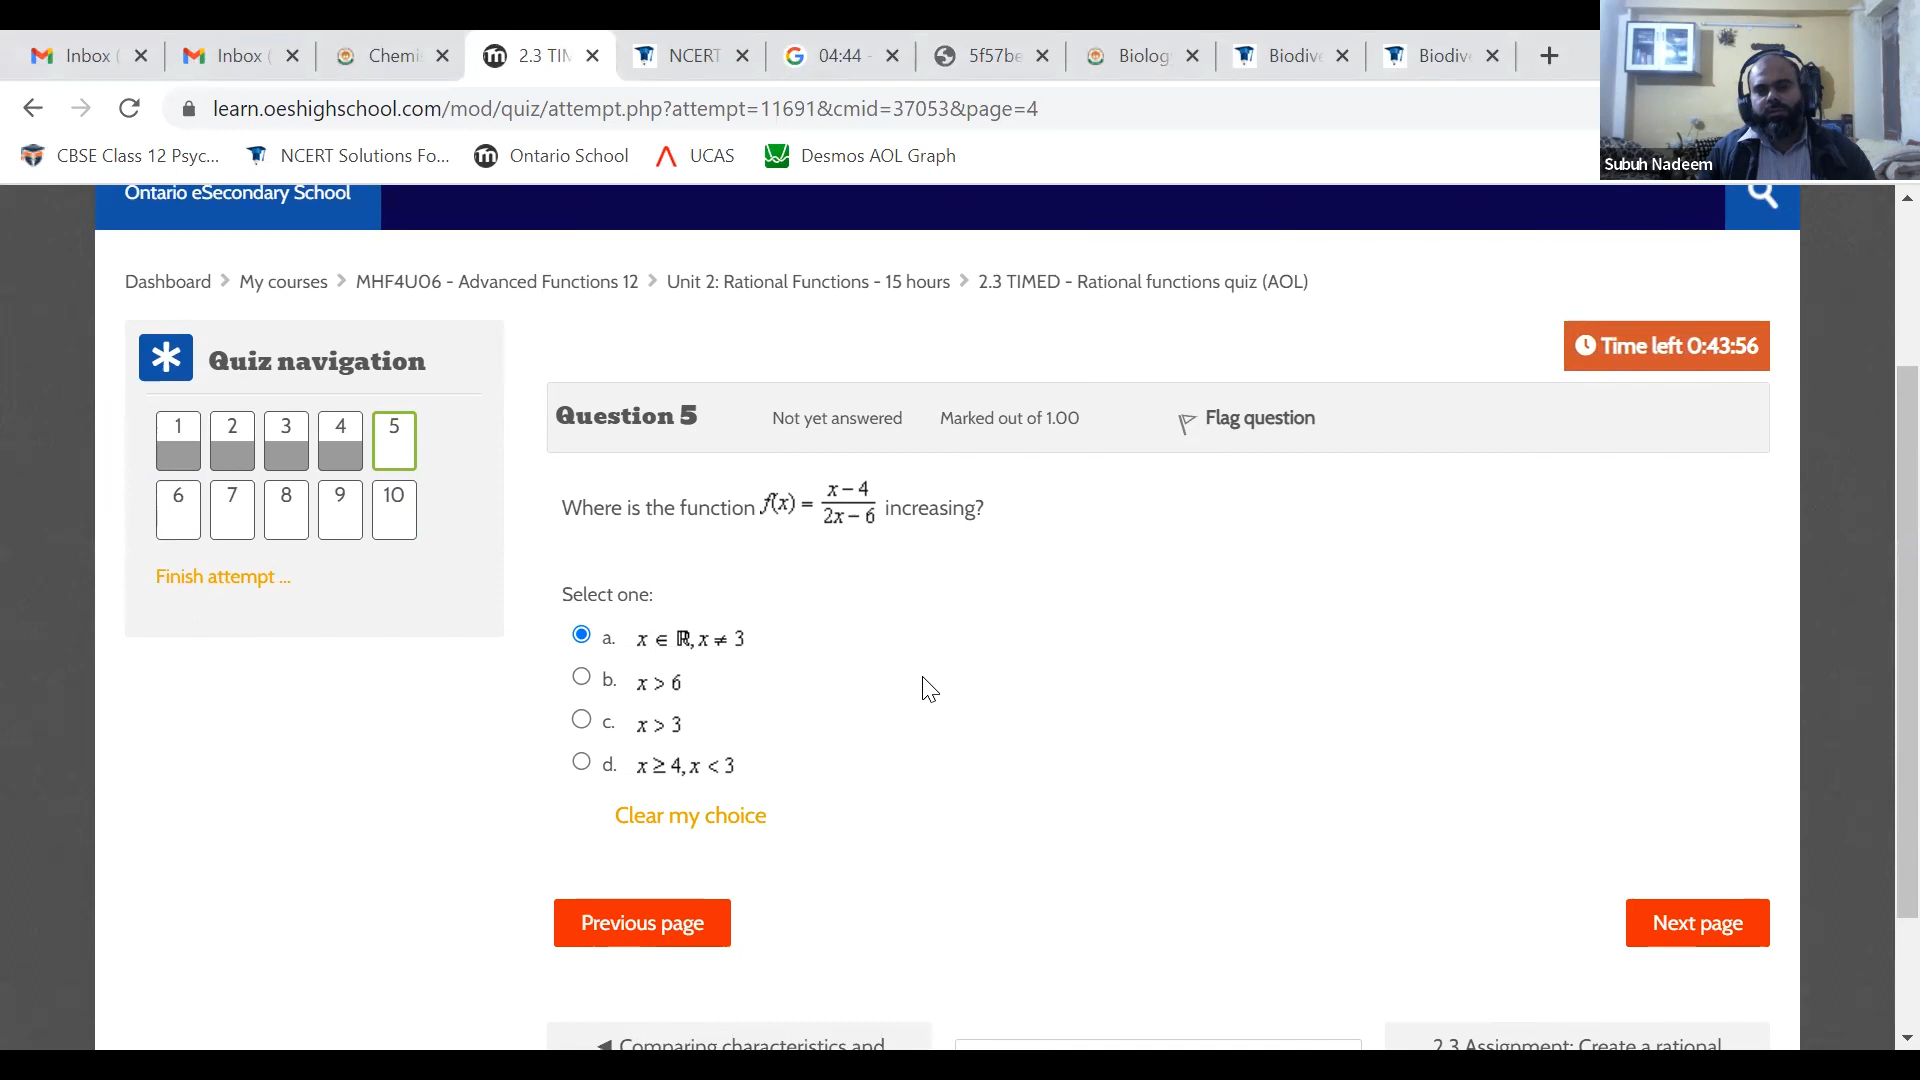 Inbox (
Inbox (
Chemi
2.3 TIM
NCERT
04:44 -
5f57be
Biolog
Biodiv
Biodiv
learn.oeshighschool.com/mod/quiz/attempt.php?attempt=11691&cmid=37053&page=4
CBSE Class 12 Psyc...
NCERT Solutions Fo...
Ontario School
UCAS
Desmos AOL Graph
Subuh Nadeem
Ontario eSecondary School
Dashboard > My courses > MHF4U06 - Advanced Functions 12 > Unit 2: Rational Functions - 15 hours > 2.3 TIMED - Rational functions quiz (AOL)
Quiz navigation
1 2 3 4 5
6 7 8 9 10
Finish attempt ...
Time left 0:43:56
Question 5 Not yet answered Marked out of 1.00 Flag question
Where is the function f(x) = (x − 4)/(2x − 6) increasing?
Select one:
a. x ∈ ℝ, x ≠ 3
b. x > 6
c. x > 3
d. x ≥ 4, x < 3
Clear my choice
Previous page
Next page
◄ Comparing characteristics and
2.3 Assignment: Create a rational